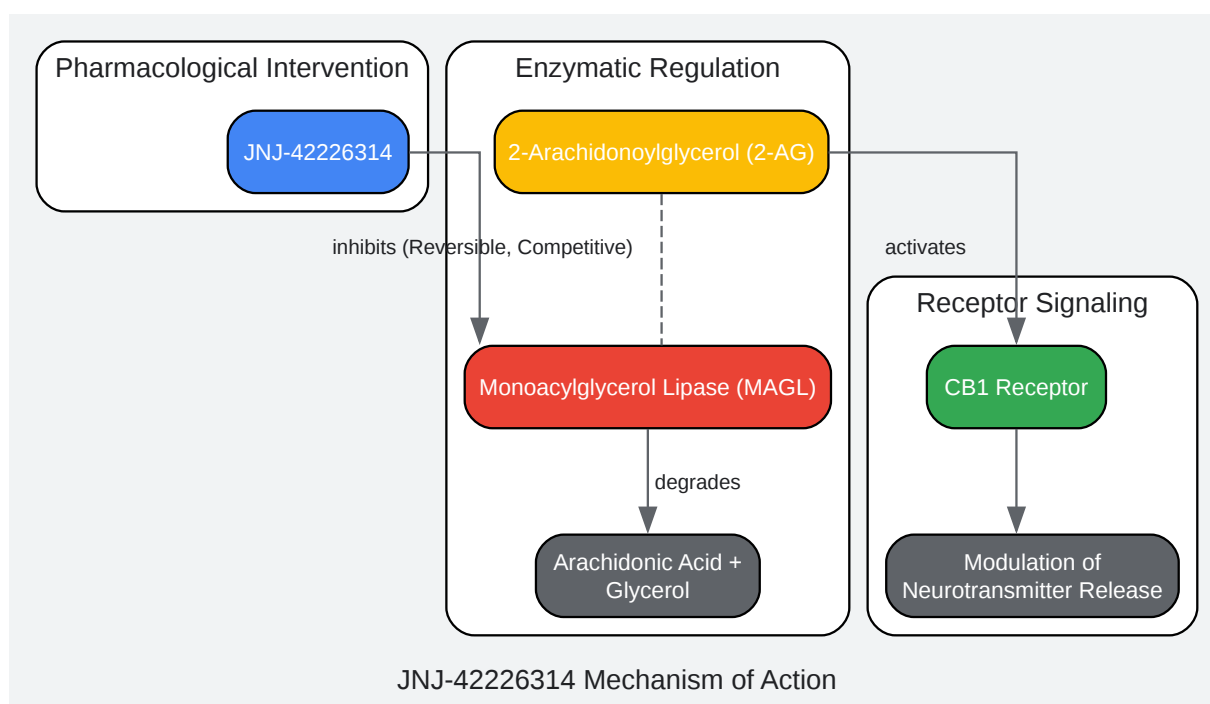 Pharmacological Intervention
Enzymatic Regulation
JNJ-42226314
2-Arachidonoylglycerol (2-AG)
inhibits (Reversible, Competitive)
activates
Receptor Signaling
Monoacylglycerol Lipase (MAGL)
CB1 Receptor
degrades
Arachidonic Acid +
Glycerol
Modulation of
Neurotransmitter Release
JNJ-42226314 Mechanism of Action